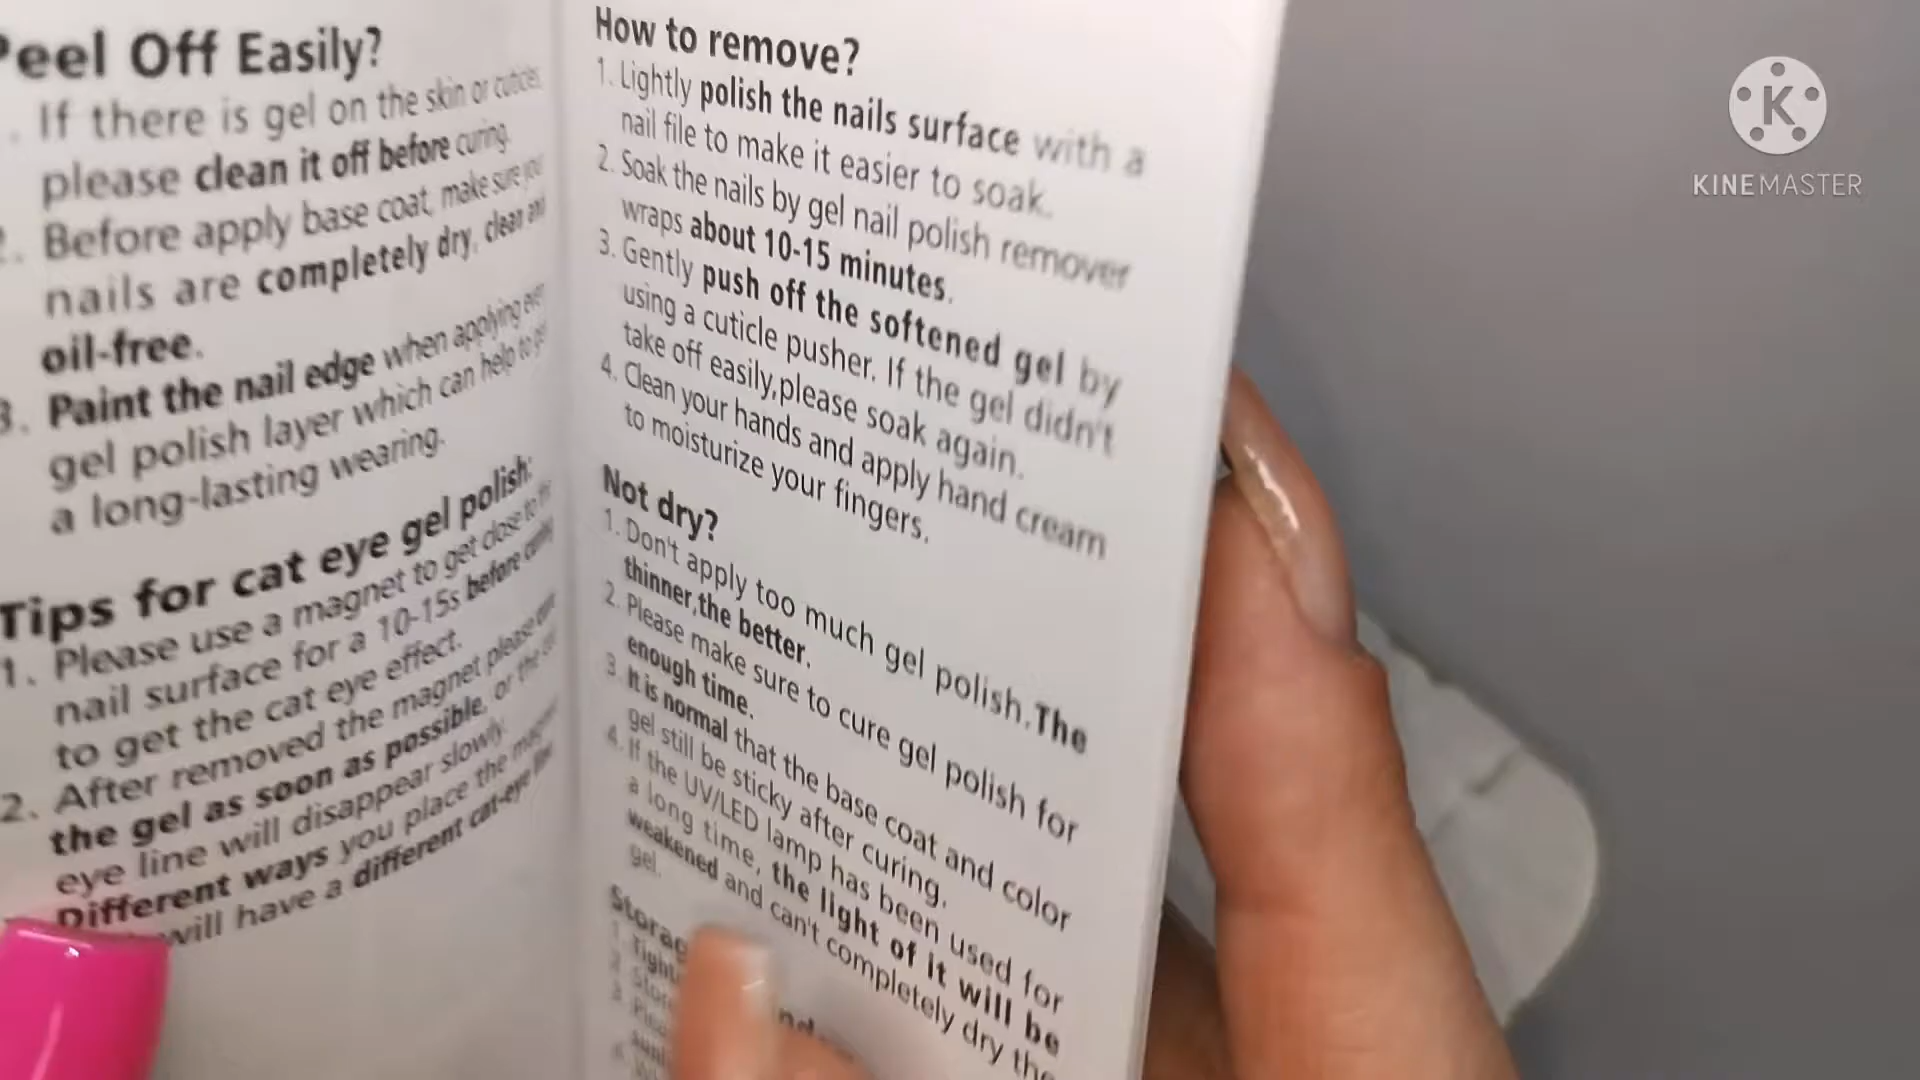 Peel Off Easily?
If there is gel on the skin or cuticles,
please clean it off before curing.
2. Before apply base coat, make sure you
nails are completely dry, clean and
oil-free.
3. Paint the nail edge when applying every
gel polish layer which can help to get
a long-lasting wearing.
Tips for cat eye gel polish:
1. Please use a magnet to get close to
nail surface for a 10-15s before curing
to get the cat eye effect.
2. After removed the magnet please
the gel as soon as possible, or the
eye line will disappear slowly.
Different ways you place the magnet
will have a different cat-eye
How to remove?
1. Lightly polish the nails surface with a
nail file to make it easier to soak.
2. Soak the nails by gel nail polish remover
wraps about 10-15 minutes.
3. Gently push off the softened gel by
using a cuticle pusher. If the gel didn't
take off easily,please soak again.
4. Clean your hands and apply hand cream
to moisturize your fingers.
Not dry?
1. Don't apply too much gel polish.The
thinner,the better.
2. Please make sure to cure gel polish for
enough time.
3. It is normal that the base coat and color
gel still be sticky after curing.
4. If the UV/LED lamp has been used for
a long time, the light of it will be
weakened and can't completely dry the
gel.
KINEMASTER